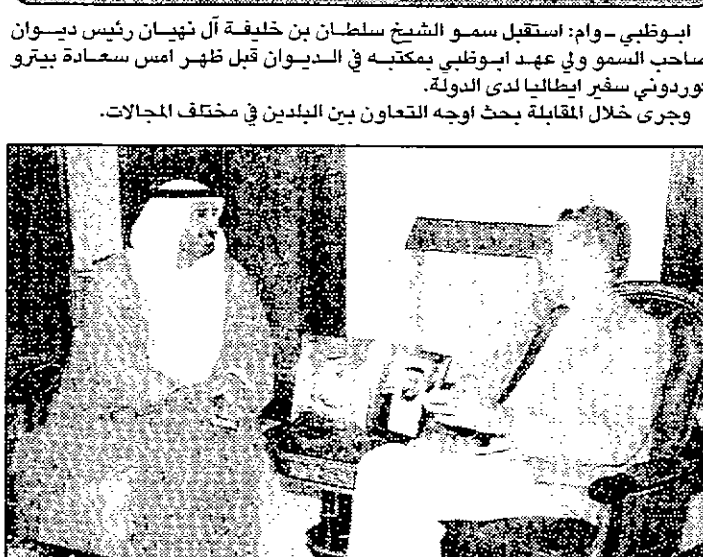 ابوظبي - وام: استقبل سمو الشيخ سلطان بن خليفة آل نهيان رئيس ديوان
صاحب السمو ولي عهد ابوظبي بمكتبه في الديوان قبل ظهر امس سعادة بيترو
كوردوني سفير ايطاليا لدى الدولة.
وجرى خلال المقابلة بحث اوجه التعاون بين البلدين في مختلف المجالات.